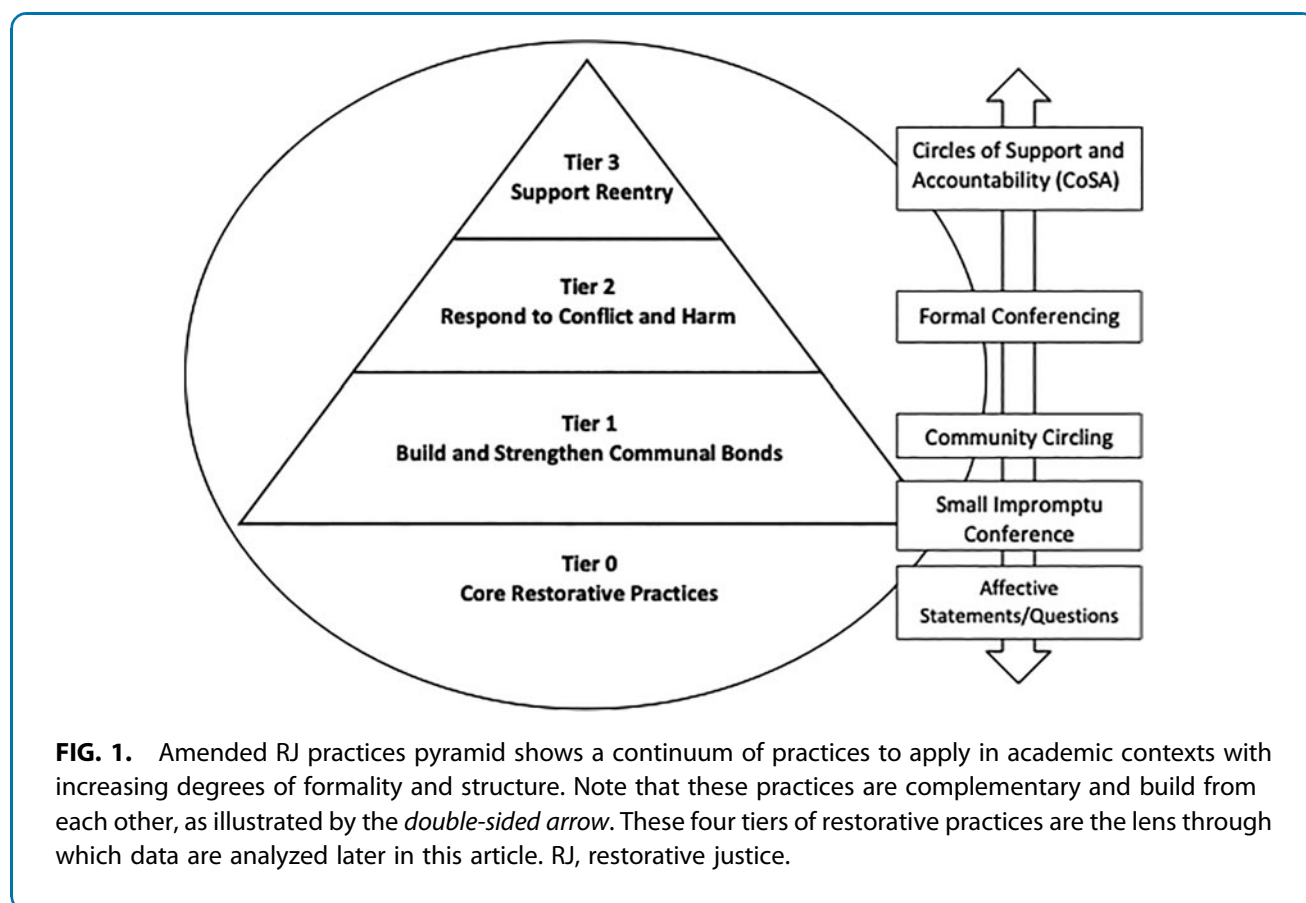 Tier 3
Support Reentry
Tier 2
Respond to Conflict and Harm
Tier 1
Build and Strengthen Communal Bonds
Tier 0
Core Restorative Practices
Circles of Support and
Accountability (CoSA)
Formal Conferencing
Community Circling
Small Impromptu
Conference
Affective
Statements/Questions
FIG. 1. Amended RJ practices pyramid shows a continuum of practices to apply in academic contexts with
increasing degrees of formality and structure. Note that these practices are complementary and build from
each other, as illustrated by the double-sided arrow. These four tiers of restorative practices are the lens through
which data are analyzed later in this article. RJ, restorative justice.